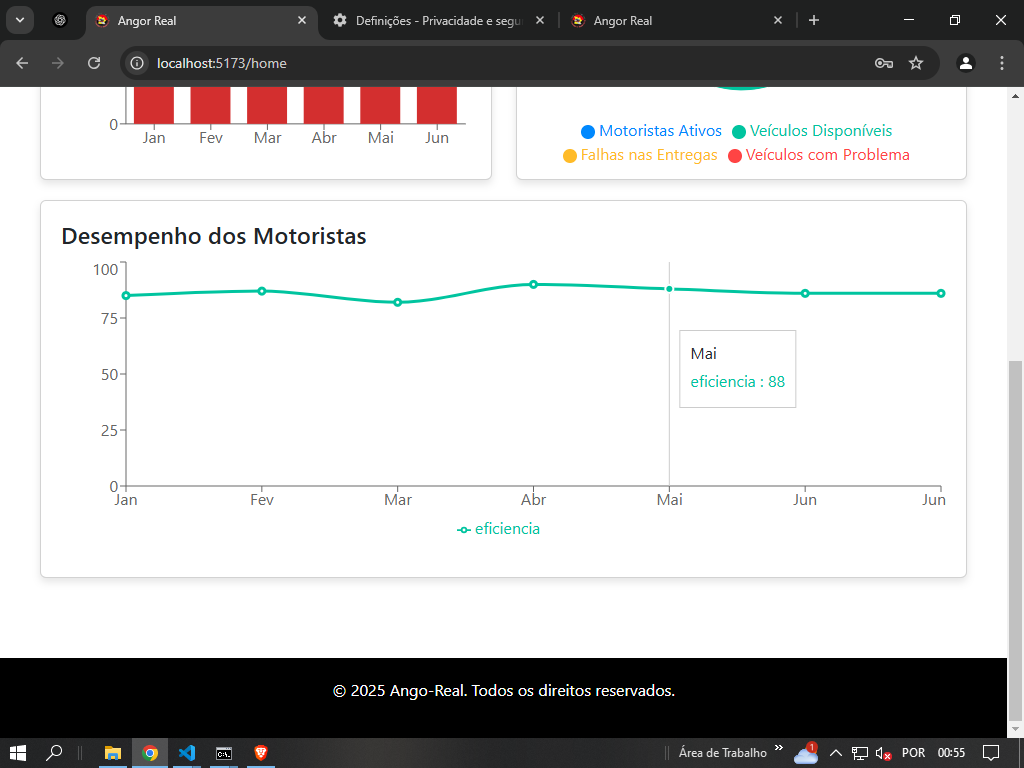 Angor Real
Definições - Privacidade e segu
Angor Real
localhost:5173/home
0
Jan Fev Mar Abr Mai Jun
Motoristas Ativos Veículos Disponíveis
Falhas nas Entregas Veículos com Problema
Desempenho dos Motoristas
100
75
50
25
0
Mai
eficiencia : 88
Jan Fev Mar Abr Mai Jun Jun
eficiencia
© 2025 Ango-Real. Todos os direitos reservados.
Área de Trabalho
1
POR
00:55